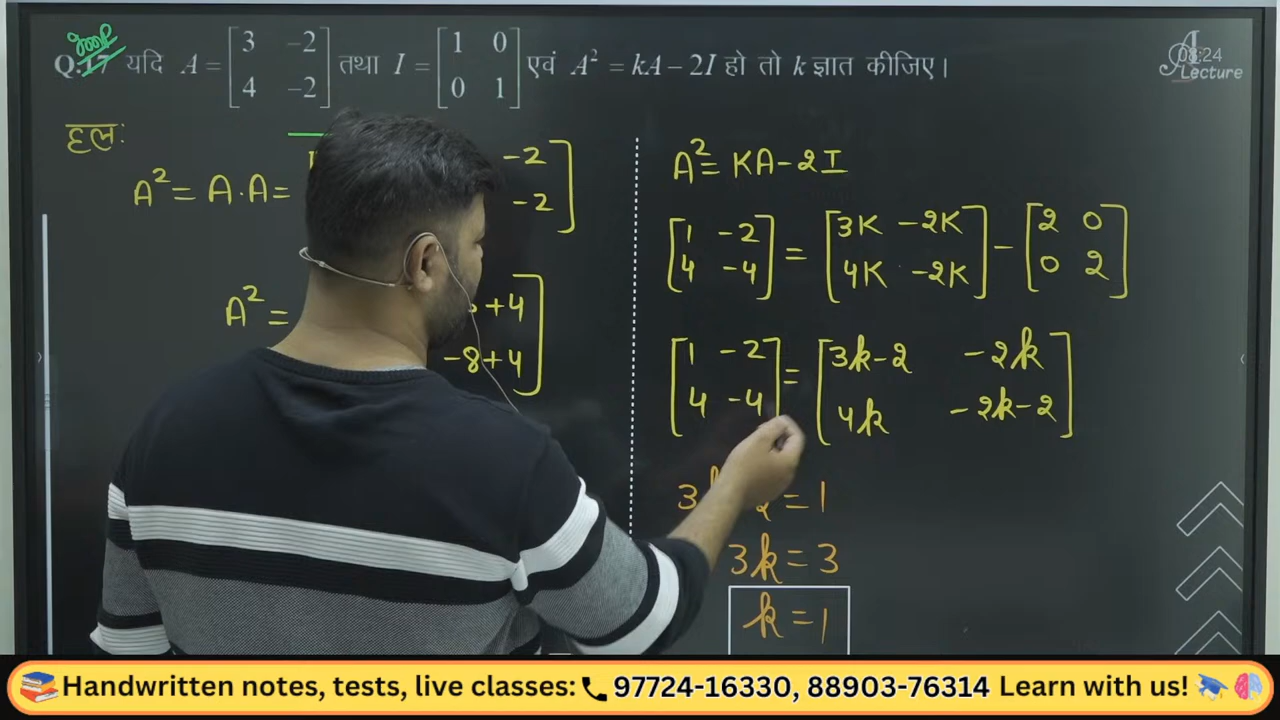 Q.17 यदि A = [3 -2
4 -2] तथा I = [1 0
0 1] एवं A² = kA – 2I हो तो k ज्ञात कीजिए।
08:24
Lecture
हल:
A² = A·A =
-2
-2]
A² =
+4
-8+4]
A² = KA-2I
[1 -2
4 -4] = [3K -2K
4K -2K] - [2 0
0 2]
[1 -2
4 -4] = [3k-2 -2k
4k -2k-2]
= 1
3k = 3
k = 1
Handwritten notes, tests, live classes: 97724-16330, 88903-76314 Learn with us!